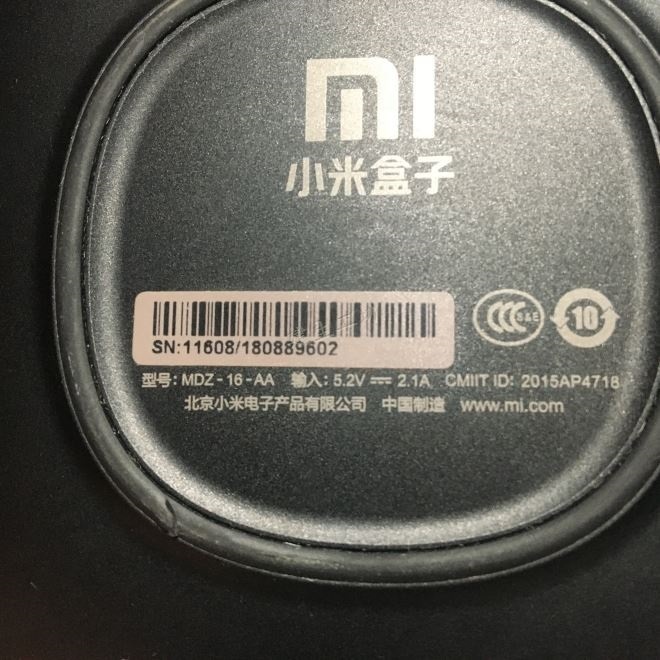 mi
小米盒子
SN:11608/180889602
CCC S&E 10
型号: MDZ-16-AA 输入: 5.2V⎓2.1A CMIIT ID: 2015AP4718
北京小米电子产品有限公司 中国制造 www.mi.com